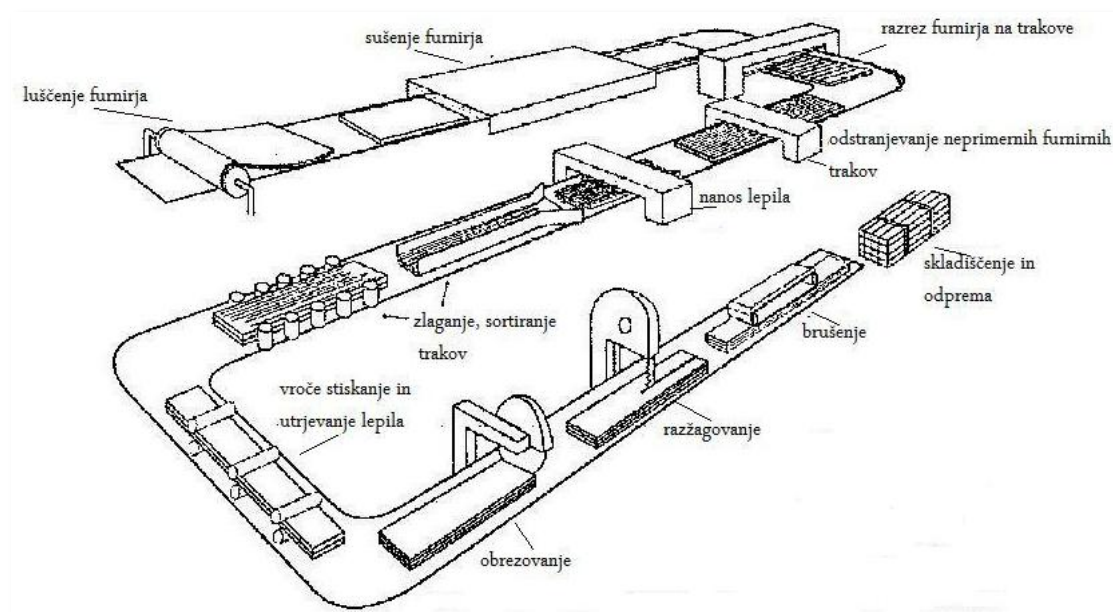 sušenje furnirja
razrez furnirja na trakove
luščenje furnirja
odstranjevanje neprimernih furnirnih
trakov
nanos lepila
skladiščenje in
odprema
zlaganje, sortiranje
trakov
brušenje
vroče stiskanje in
utrjevanje lepila
razžagovanje
obrezovanje